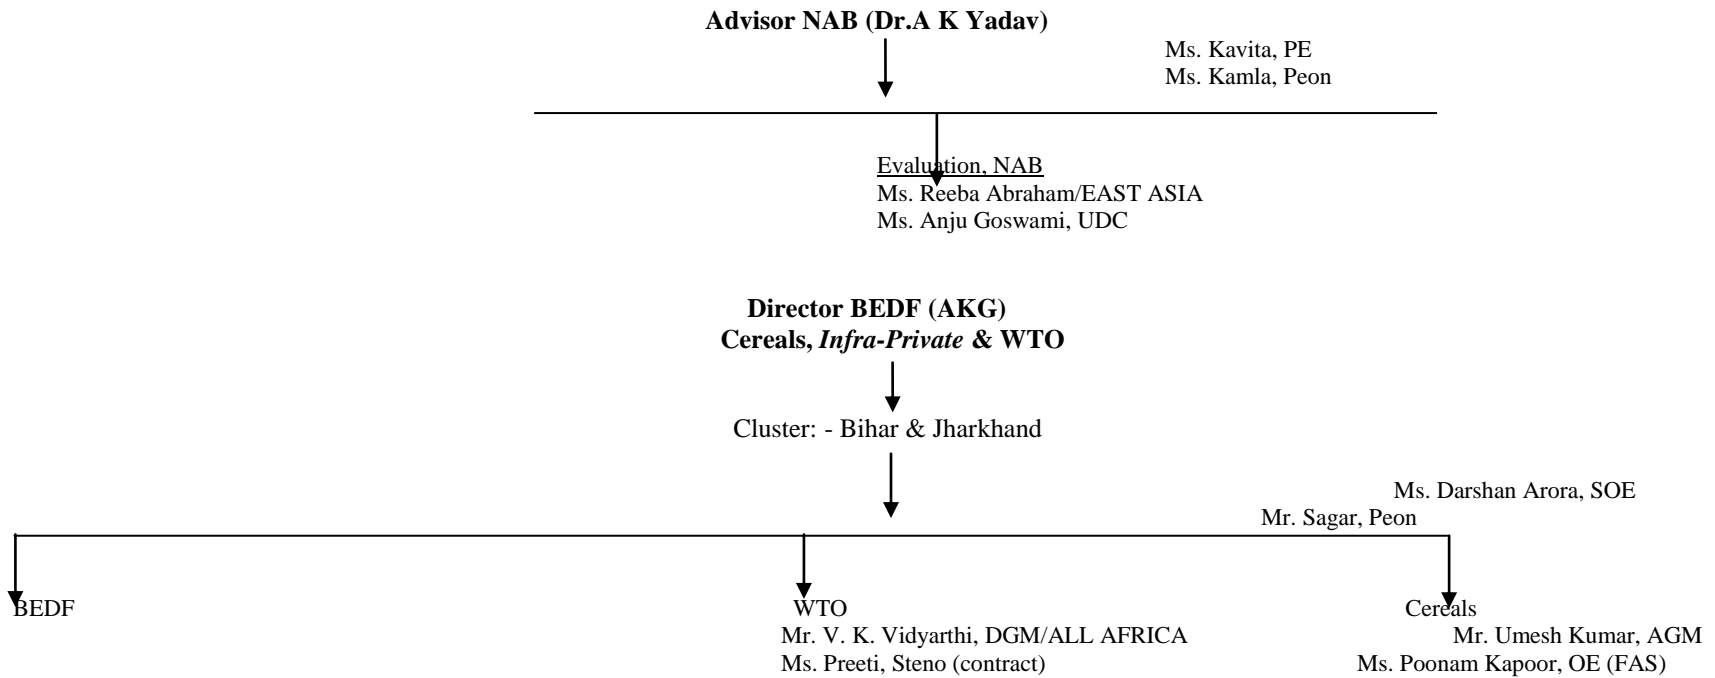 Advisor NAB (Dr.A K Yadav)
Ms. Kavita, PE
Ms. Kamla, Peon
Evaluation, NAB
Ms. Reeba Abraham/EAST ASIA
Ms. Anju Goswami, UDC
Director BEDF (AKG)
Cereals, Infra-Private & WTO
Cluster: - Bihar & Jharkhand
Ms. Darshan Arora, SOE
Mr. Sagar, Peon
BEDF
WTO
Mr. V. K. Vidyarthi, DGM/ALL AFRICA
Ms. Preeti, Steno (contract)
Cereals
Mr. Umesh Kumar, AGM
Ms. Poonam Kapoor, OE (FAS)